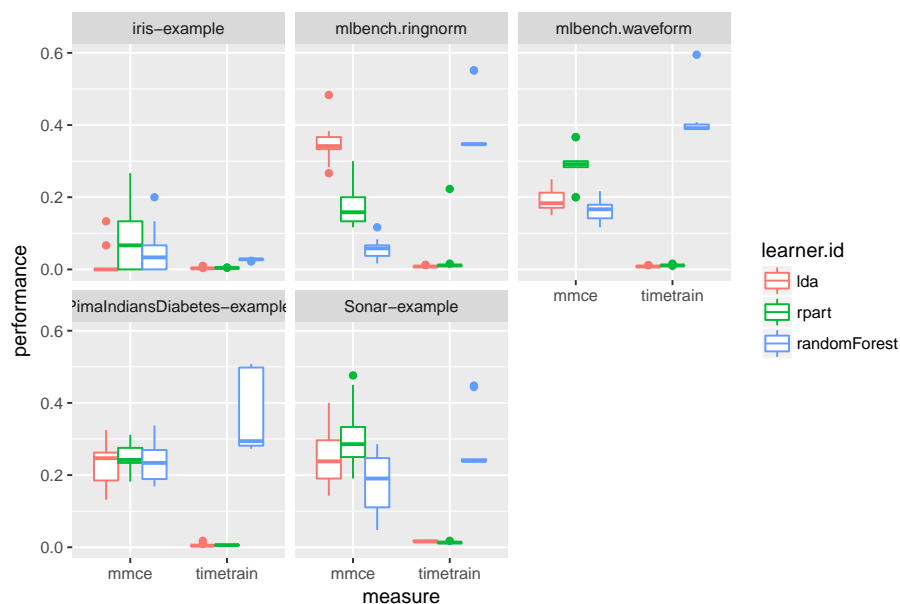 iris−example
mlbench.ringnorm
mlbench.waveform
0.6
0.4
0.2
0.0
mmce
timetrain
PimaIndiansDiabetes−example
Sonar−example
0.6
0.4
0.2
0.0
mmce
timetrain
mmce
timetrain
measure
performance
learner.id
lda
rpart
randomForest